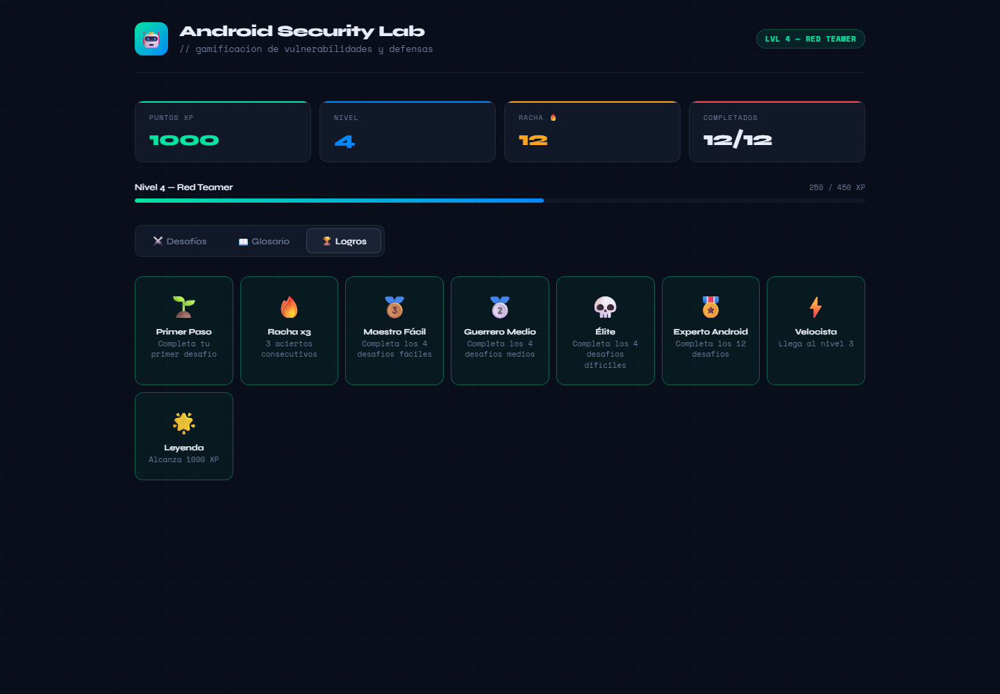 Android Security Lab
// gamificación de vulnerabilidades y defensas
LVL 4 — RED TEAMER
PUNTOS XP
1000
NIVEL
4
RACHA
12
COMPLETADOS
12/12
Nivel 4 — Red Teamer
250 / 450 XP
Desafíos
Glosario
Logros
Primer Paso
Completa tu
primer desafío
Racha x3
3 aciertos
consecutivos
3
Maestro Fácil
Completa los 4
desafíos fáciles
2
Guerrero Medio
Completa los 4
desafíos medios
Élite
Completa los 4
desafíos
difíciles
Experto Android
Completa los 12
desafíos
Velocista
Llega al nivel 3
Leyenda
Alcanza 1000 XP